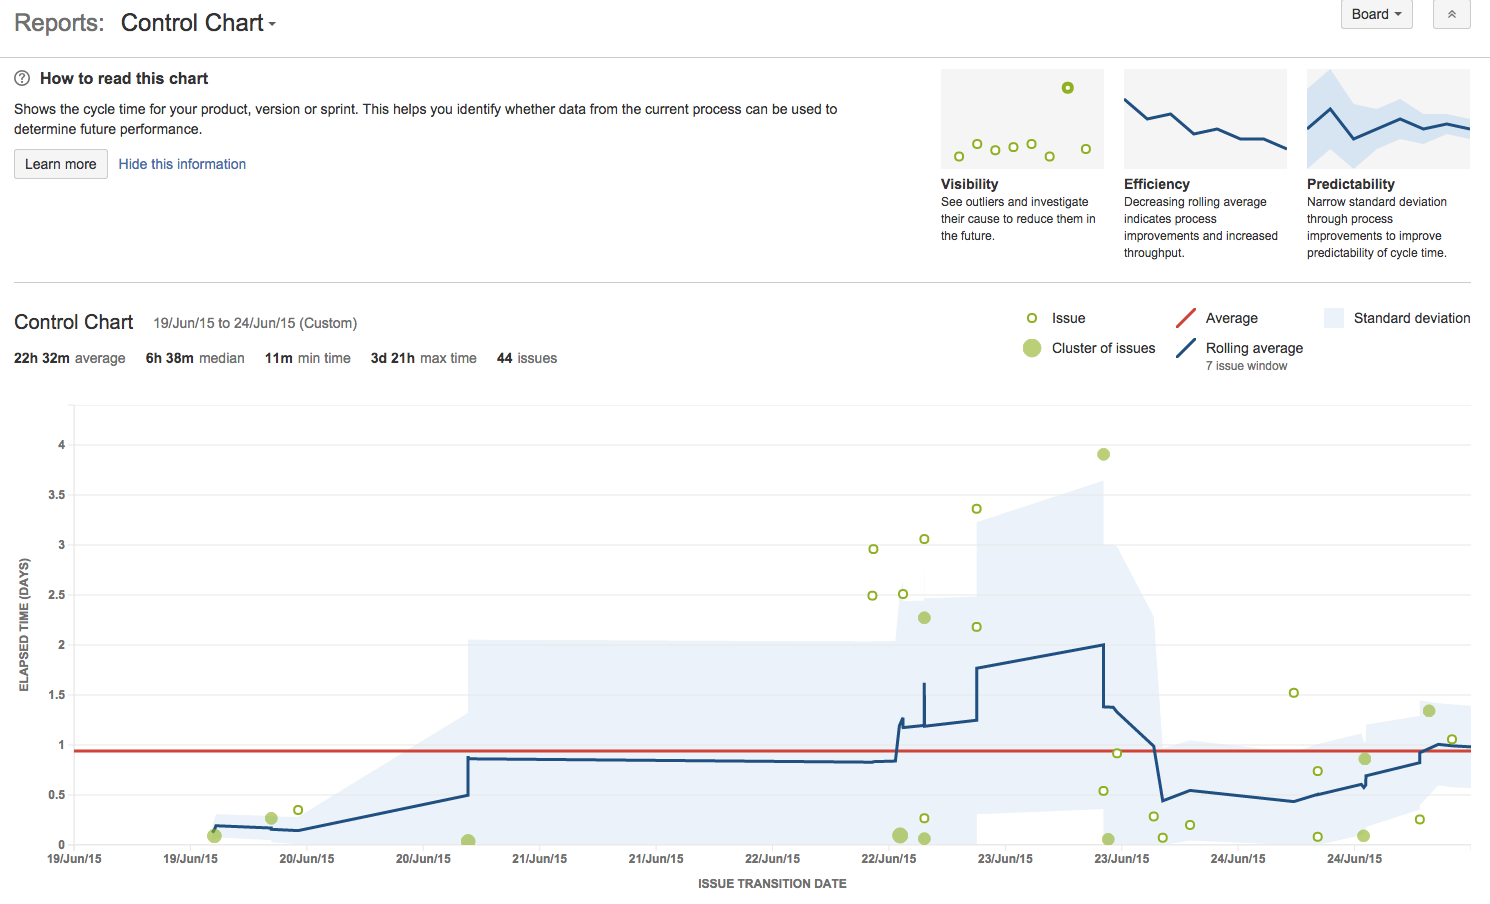 Reports: Control Chart
Board
How to read this chart
Shows the cycle time for your product, version or sprint. This helps you identify whether data from the current process can be used to
determine future performance.
Learn more
Hide this information
Visibility
See outliers and investigate
their cause to reduce them in
the future.
Efficiency
Decreasing rolling average
indicates process
improvements and increased
throughput.
Predictability
Narrow standard deviation
through process
improvements to improve
predictability of cycle time.
Control Chart 19/Jun/15 to 24/Jun/15 (Custom)
22h 32m average 6h 38m median 11m min time 3d 21h max time 44 issues
Issue
Average
Standard deviation
Cluster of issues
Rolling average
7 issue window
ELAPSED TIME (DAYS)
4
3.5
3
2.5
2
1.5
1
0.5
0
19/Jun/15 19/Jun/15 20/Jun/15 20/Jun/15 21/Jun/15 21/Jun/15 22/Jun/15 22/Jun/15 23/Jun/15 23/Jun/15 24/Jun/15 24/Jun/15
ISSUE TRANSITION DATE